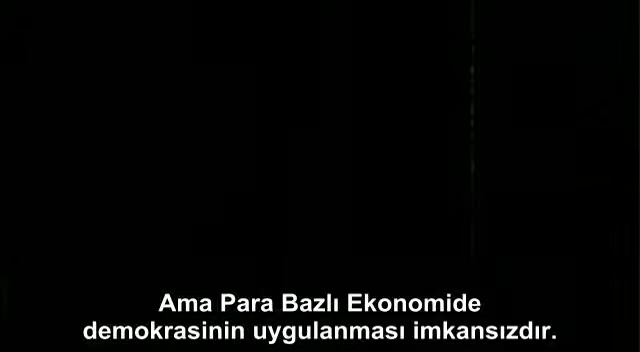 Ama Para Bazlı Ekonomide
demokrasinin uygulanması imkansızdır.